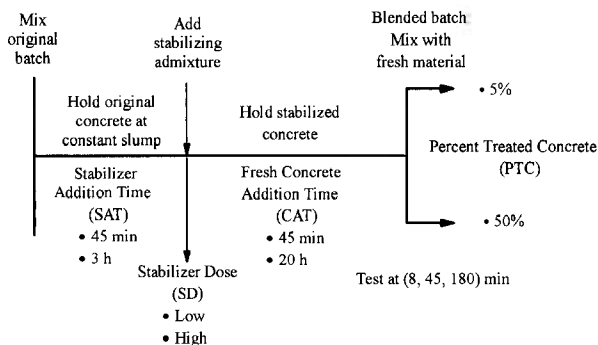 Mix
original
batch
Add
stabilizing
admixture
Blended batch
Mix with
fresh material
Hold original
concrete at
constant slump
Hold stabilized
concrete
• 5%
Percent Treated Concrete
(PTC)
Stabilizer
Addition Time
(SAT)
• 45 min
• 3 h
Fresh Concrete
Addition Time
(CAT)
• 45 min
• 20 h
• 50%
Stabilizer Dose
(SD)
• Low
• High
Test at (8, 45, 180) min